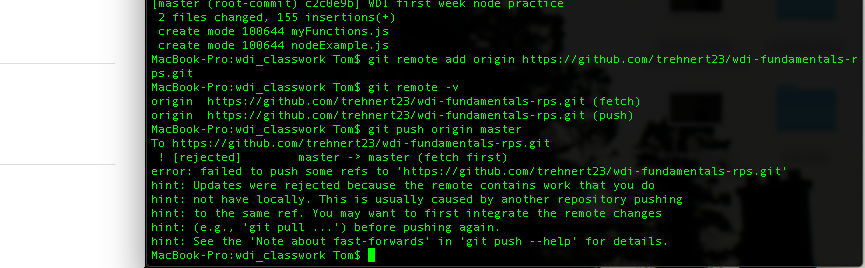 [master (root-commit) c2c0e9b] WDI first week node practice
2 files changed, 155 insertions(+)
create mode 100644 myFunctions.js
create mode 100644 nodeExample.js
MacBook-Pro:wdi_classwork Tom$ git remote add origin https://github.com/trehnert23/wdi-fundamentals-r
ps.git
MacBook-Pro:wdi_classwork Tom$ git remote -v
origin  https://github.com/trehnert23/wdi-fundamentals-rps.git (fetch)
origin  https://github.com/trehnert23/wdi-fundamentals-rps.git (push)
MacBook-Pro:wdi_classwork Tom$ git push origin master
To https://github.com/trehnert23/wdi-fundamentals-rps.git
! [rejected]        master -> master (fetch first)
error: failed to push some refs to 'https://github.com/trehnert23/wdi-fundamentals-rps.git'
hint: Updates were rejected because the remote contains work that you do
hint: not have locally. This is usually caused by another repository pushing
hint: to the same ref. You may want to first integrate the remote changes
hint: (e.g., 'git pull ...') before pushing again.
hint: See the 'Note about fast-forwards' in 'git push --help' for details.
MacBook-Pro:wdi_classwork Tom$